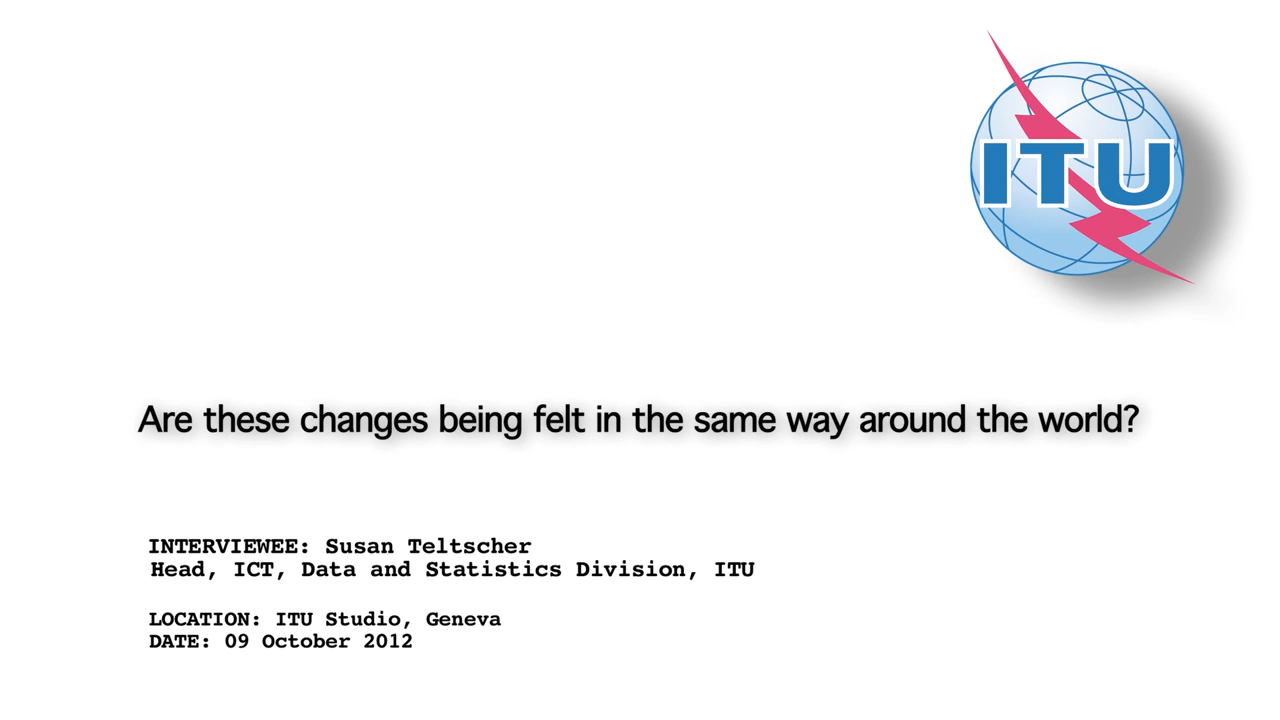 ITU
Are these changes being felt in the same way around the world?
INTERVIEWEE: Susan Teltscher
Head, ICT, Data and Statistics Division, ITU
LOCATION: ITU Studio, Geneva
DATE: 09 October 2012